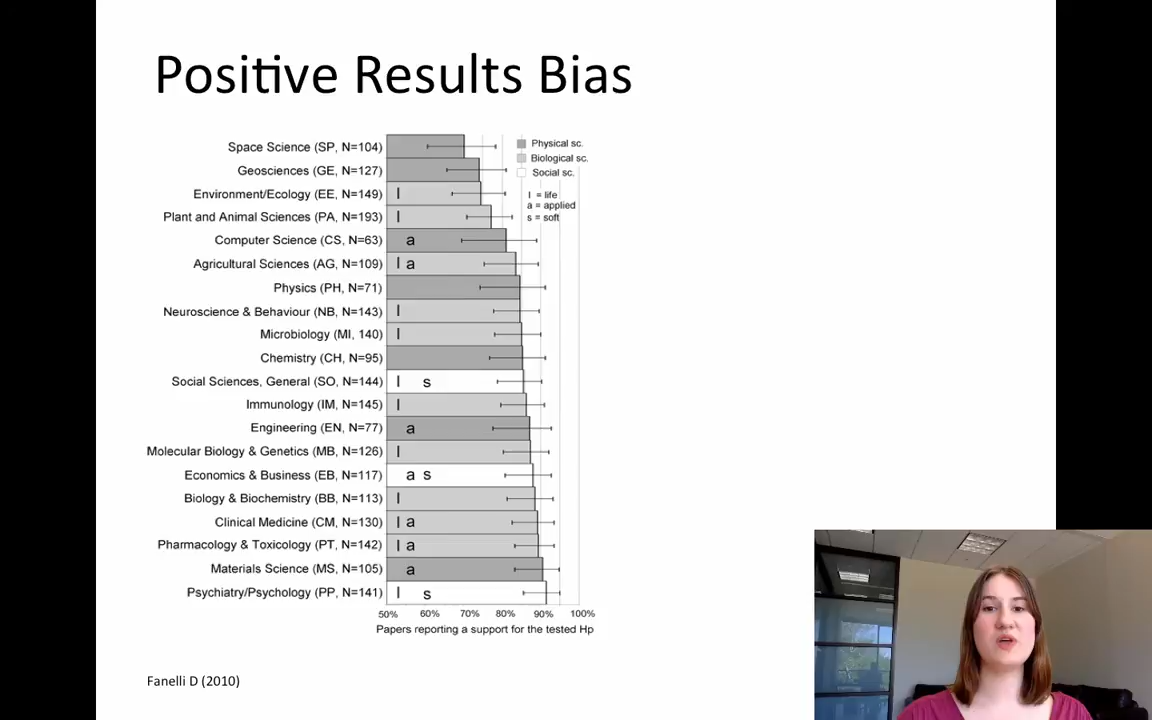 Positive Results Bias
Physical sc.
Biological sc.
Social sc.
l = life
a = applied
s = soft
Space Science (SP, N=104)
Geosciences (GE, N=127)
Environment/Ecology (EE, N=149) l
Plant and Animal Sciences (PA, N=193) l
Computer Science (CS, N=63) a
Agricultural Sciences (AG, N=109) l a
Physics (PH, N=71)
Neuroscience & Behaviour (NB, N=143) l
Microbiology (MI, 140) l
Chemistry (CH, N=95)
Social Sciences, General (SO, N=144) l s
Immunology (IM, N=145) l
Engineering (EN, N=77) a
Molecular Biology & Genetics (MB, N=126) l
Economics & Business (EB, N=117) a s
Biology & Biochemistry (BB, N=113) l
Clinical Medicine (CM, N=130) l a
Pharmacology & Toxicology (PT, N=142) l a
Materials Science (MS, N=105) a
Psychiatry/Psychology (PP, N=141) l s
50% 60% 70% 80% 90% 100%
Papers reporting a support for the tested Hp
Fanelli D (2010)